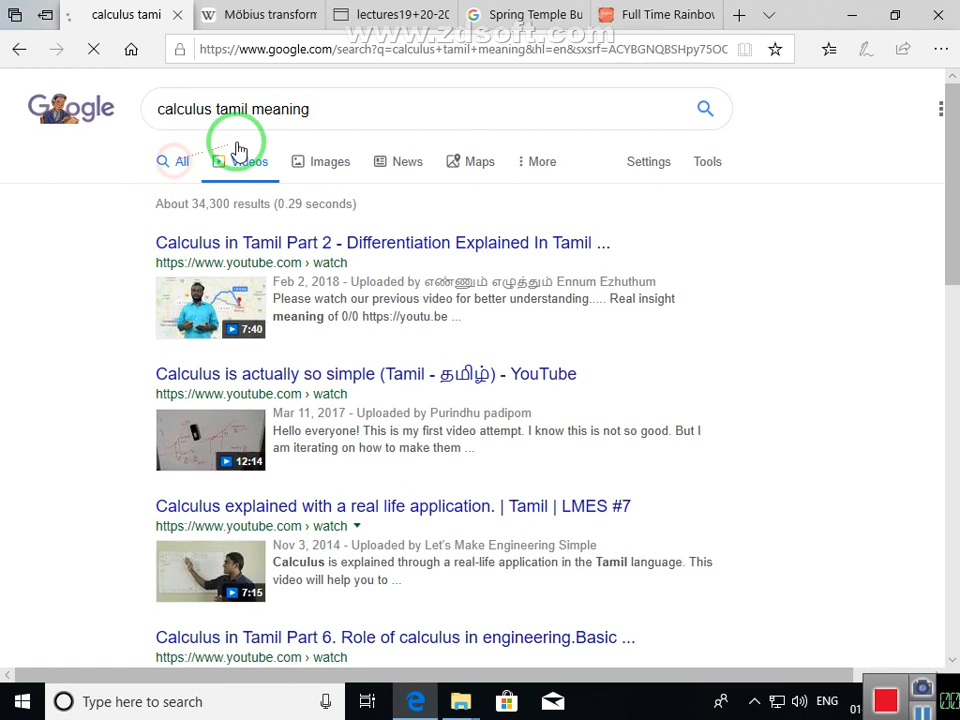 calculus tami
Möbius transform
lectures19+20-20
Spring Temple Bu
Full Time Rainbov
www.zdsoft.com
https://www.google.com/search?q=calculus+tamil+meaning&hl=en&sxsrf=ACYBGNQBSHpy75OC
Google
calculus tamil meaning
All
Videos
Images
News
Maps
More
Settings
Tools
About 34,300 results (0.29 seconds)
Calculus in Tamil Part 2 - Differentiation Explained In Tamil ...
https://www.youtube.com › watch
Feb 2, 2018 - Uploaded by எண்ணும் எழுத்தும் Ennum Ezhuthum
Please watch our previous video for better understanding..... Real insight
meaning of 0/0 https://youtu.be ...
7:40
Calculus is actually so simple (Tamil - தமிழ்) - YouTube
https://www.youtube.com › watch
Mar 11, 2017 - Uploaded by Purindhu padipom
Hello everyone! This is my first video attempt. I know this is not so good. But I
am iterating on how to make them ...
12:14
Calculus explained with a real life application. | Tamil | LMES #7
https://www.youtube.com › watch
Nov 3, 2014 - Uploaded by Let's Make Engineering Simple
Calculus is explained through a real-life application in the Tamil language. This
video will help you to ...
7:15
Calculus in Tamil Part 6. Role of calculus in engineering.Basic ...
https://www.youtube.com › watch
Type here to search
ENG
01